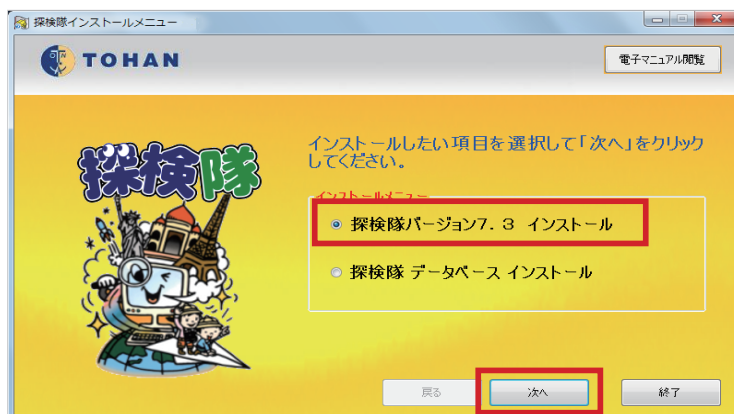 探検隊インストールメニュー
TOHAN
電子マニュアル閲覧
探検隊
インストールしたい項目を選択して「次へ」をクリック
してください。
インストールメニュー
探検隊バージョン7.3 インストール
探検隊 データベース インストール
戻る
次へ
終了